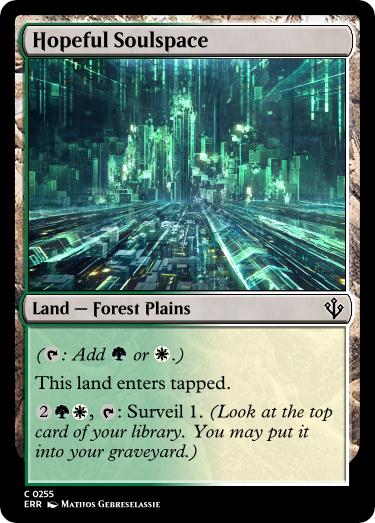 Hopeful Soulspace
Land — Forest Plains
(: Add or .)
This land enters tapped.
2, : Surveil 1. (Look at the top
card of your library. You may put it
into your graveyard.)
C 0255
ERR Matijos Gebreselassie